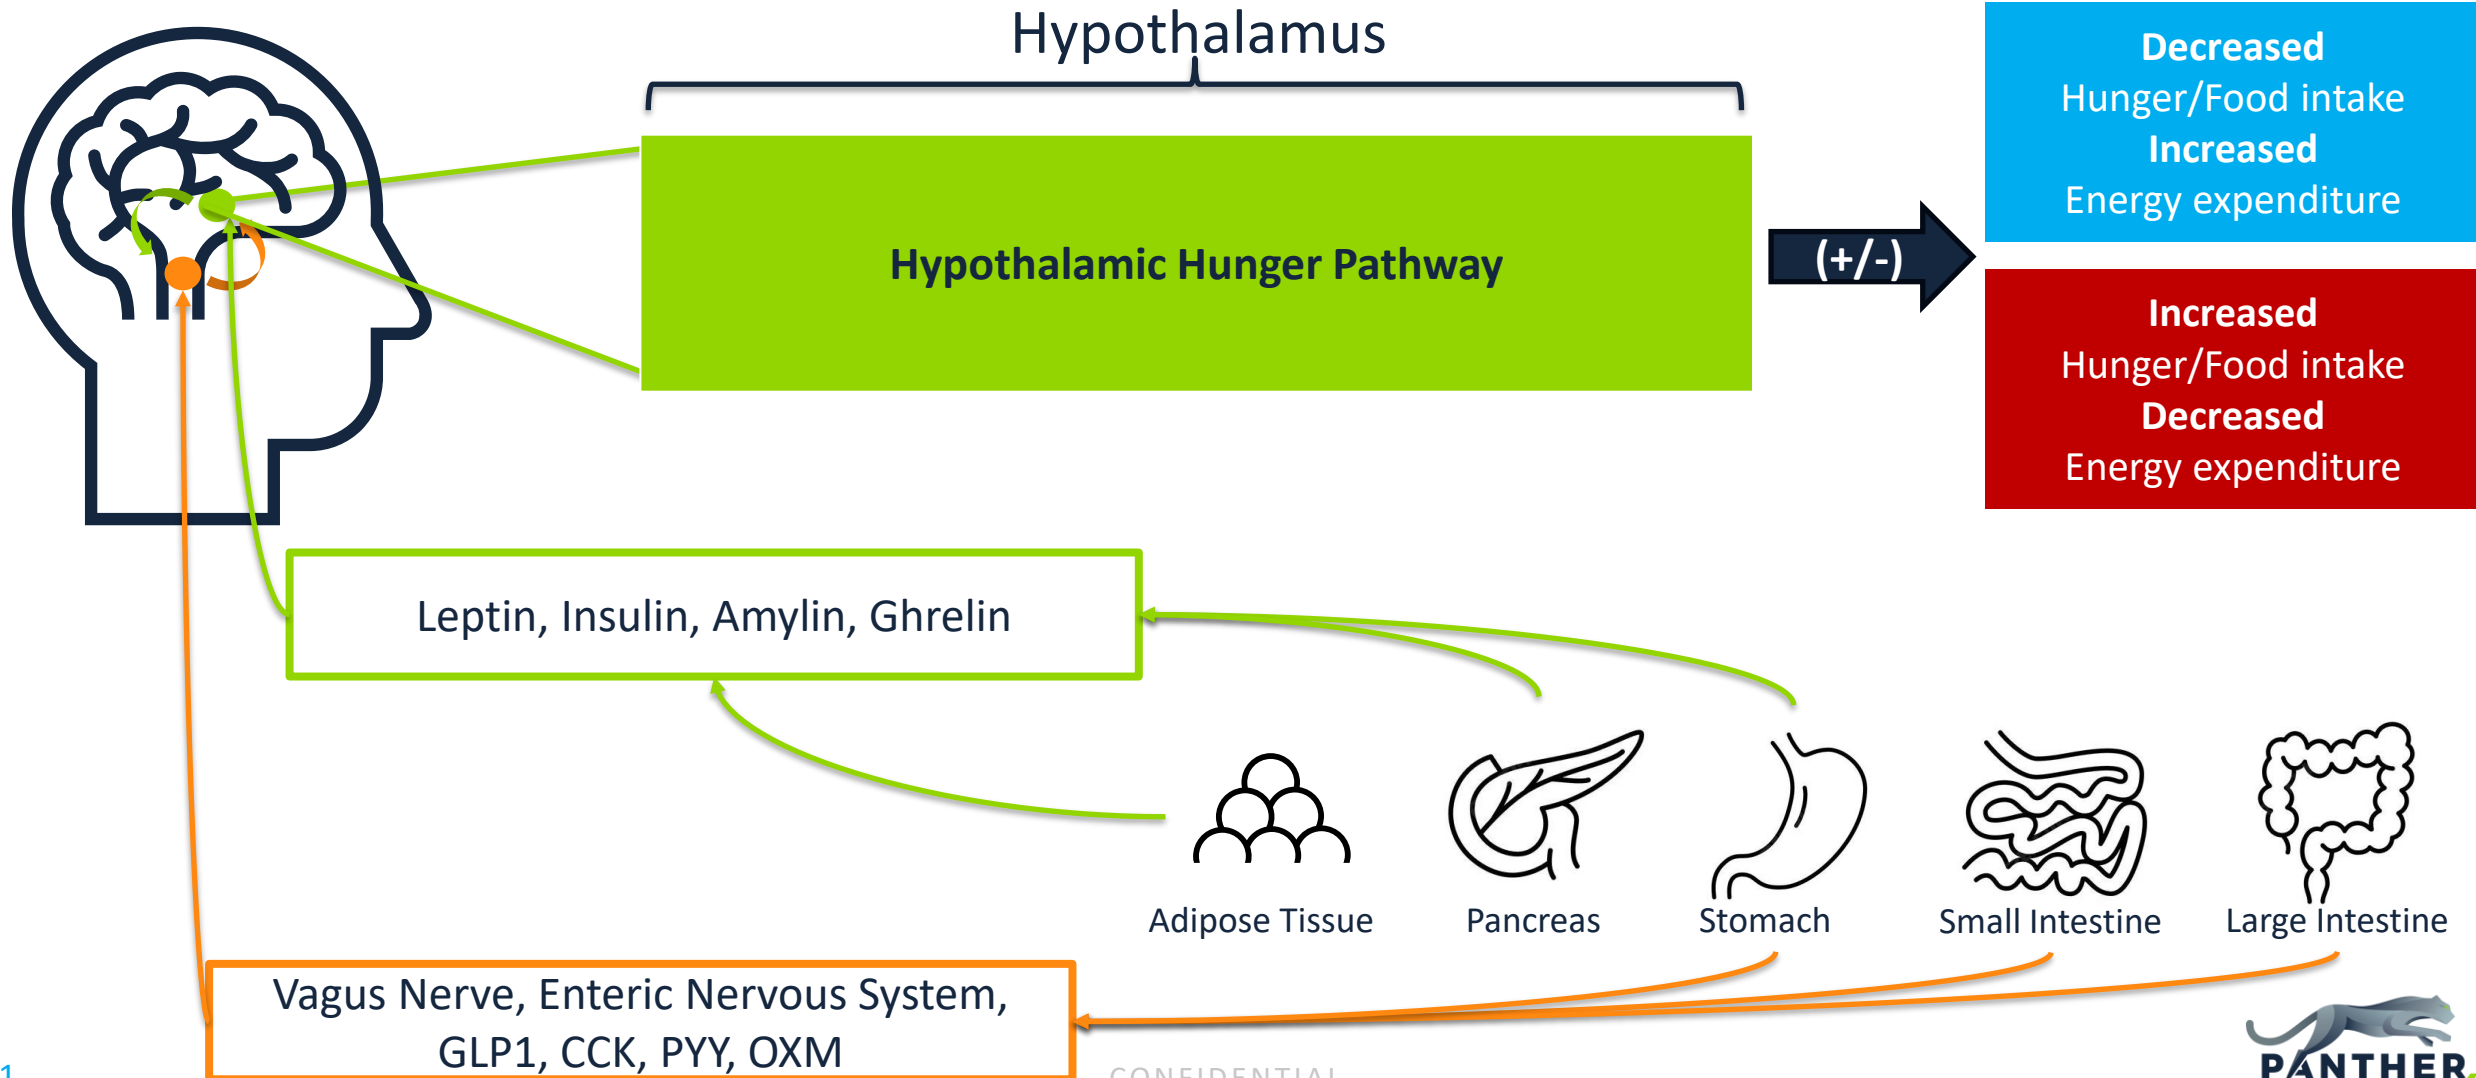 Hypothalamus
Hypothalamic Hunger Pathway
(+/-)
Decreased
Hunger/Food intake
Increased
Energy expenditure
Increased
Hunger/Food intake
Decreased
Energy expenditure
Leptin, Insulin, Amylin, Ghrelin
Adipose Tissue
Pancreas
Stomach
Small Intestine
Large Intestine
Vagus Nerve, Enteric Nervous System,
GLP1, CCK, PYY, OXM
1
CONFIDENTIAL
PANTHER